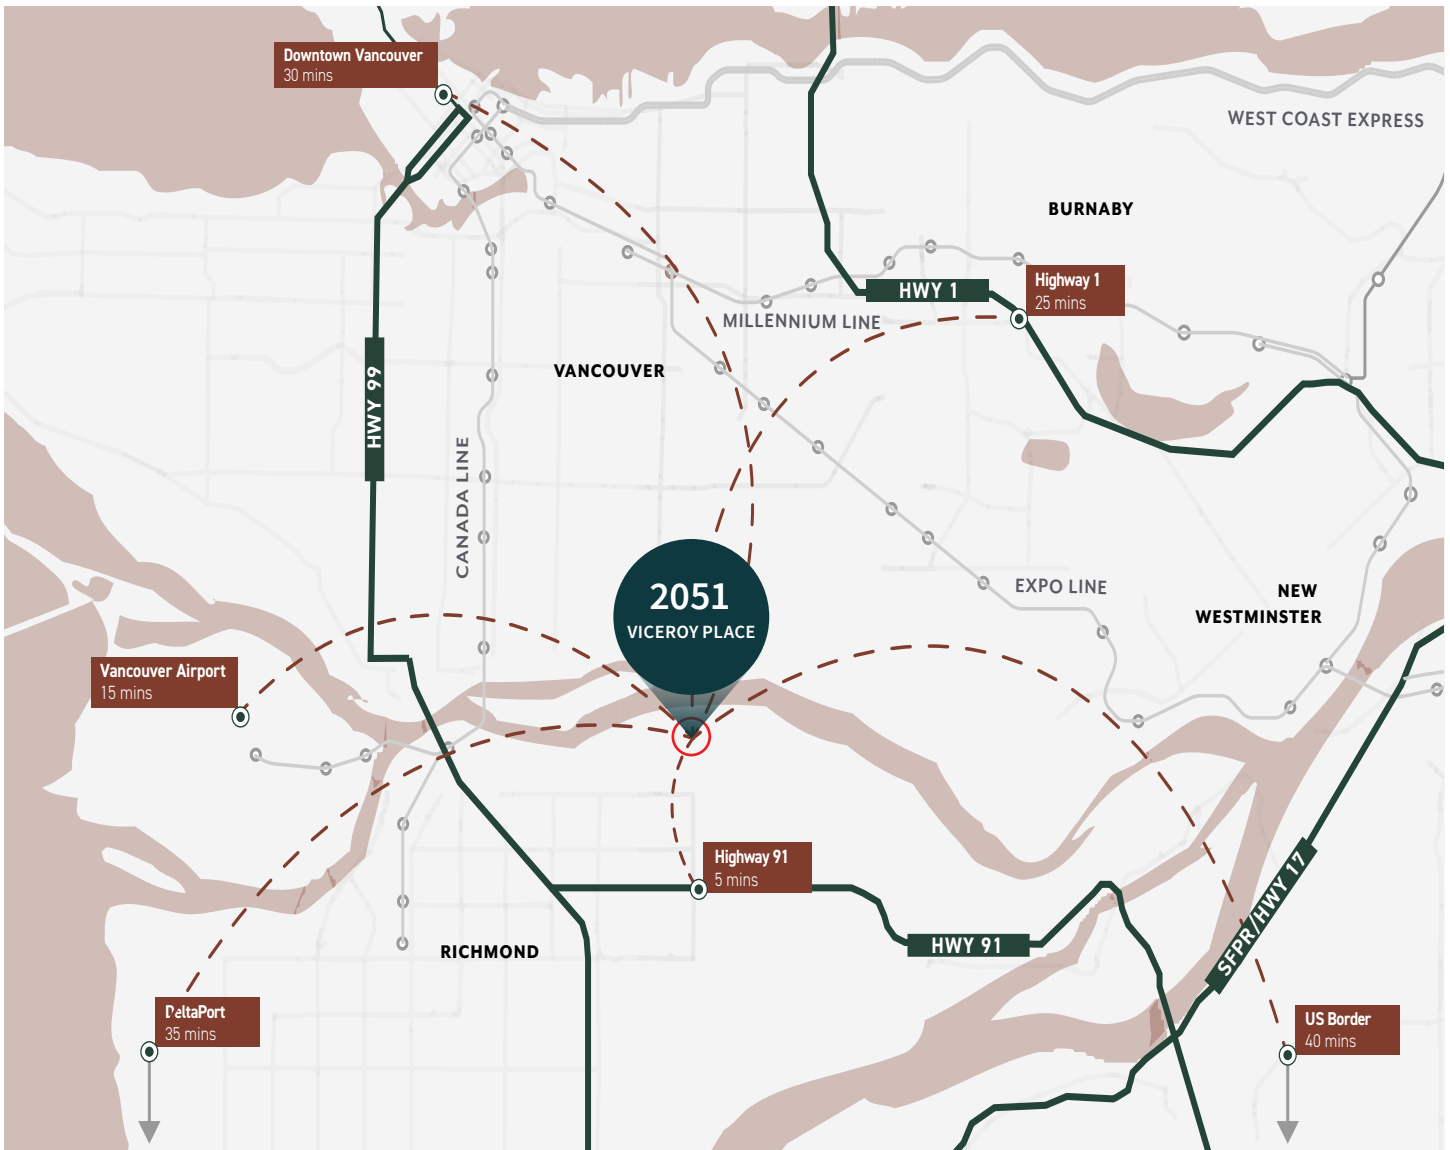 Downtown Vancouver
30 mins
WEST COAST EXPRESS
BURNABY
Highway 1
25 mins
HWY 1
MILLENNIUM LINE
VANCOUVER
HWY 99
CANADA LINE
2051
VICEROY PLACE
EXPO LINE
NEW
WESTMINSTER
Vancouver Airport
15 mins
Highway 91
5 mins
SFPR/HWY 17
HWY 91
RICHMOND
DeltaPort
35 mins
US Border
40 mins